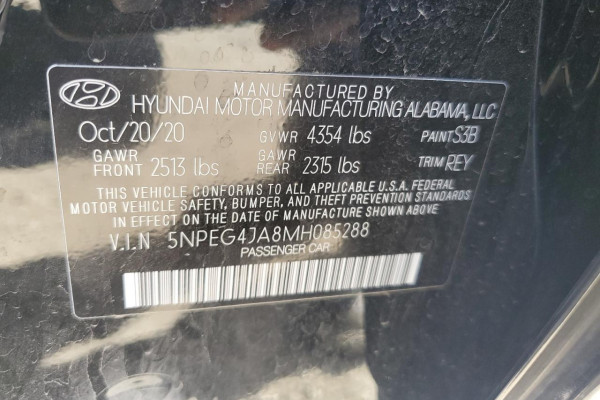 MANUFACTURED BY
HYUNDAI MOTOR MANUFACTURING ALABAMA, LLC
Oct/20/20 GVWR 4354 lbs PAINT S3B
GAWR FRONT 2513 lbs GAWR REAR 2315 lbs TRIM REY
THIS VEHICLE CONFORMS TO ALL APPLICABLE U.S.A. FEDERAL
MOTOR VEHICLE SAFETY, BUMPER, AND THEFT PREVENTION STANDARDS
IN EFFECT ON THE DATE OF MANUFACTURE SHOWN ABOVE.
V.I.N 5NPEG4JA8MH085288
PASSENGER CAR